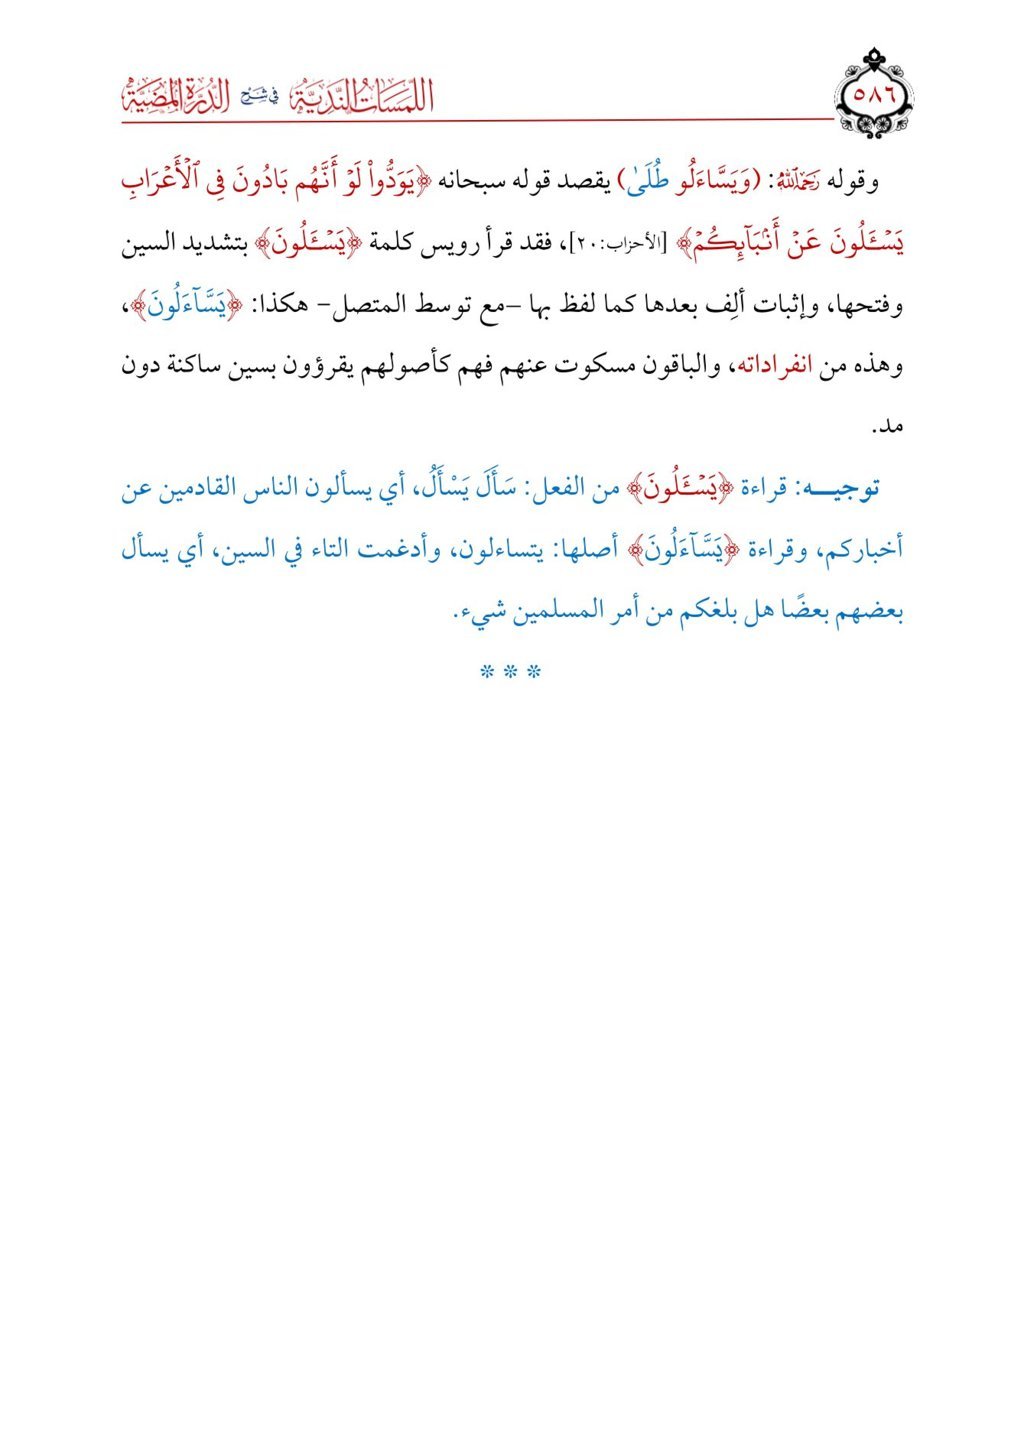 ٥٨٦
اللمسات الندية في شرح الدرة المضية
وقوله رَحِمَهُ اللَّهُ: (وَيَسَّاءَلُو طُلَىٰ) يقصد قوله سبحانه ﴿يَوَدُّواْ لَوۡ أَنَّهُم بَادُونَ فِي ٱلۡأَعۡرَابِ
يَسۡـَٔلُونَ عَنۡ أَنۢبَآئِكُمۡ﴾ [الأحزاب:٢٠]، فقد قرأ رويس كلمة ﴿يَسۡـَٔلُونَ﴾ بتشديد السين
وفتحها، وإثبات ألِف بعدها كما لفظ بها –مع توسط المتصل- هكذا: ﴿يَسَّآءَلُونَ﴾،
وهذه من انفراداته، والباقون مسكوت عنهم فهم كأصولهم يقرؤون بسين ساكنة دون
مد.
توجيـــه: قراءة ﴿يَسۡـَٔلُونَ﴾ من الفعل: سَأَلَ يَسْأَلُ، أي يسألون الناس القادمين عن
أخباركم، وقراءة ﴿يَسَّآءَلُونَ﴾ أصلها: يتساءلون، وأدغمت التاء في السين، أي يسأل
بعضهم بعضًا هل بلغكم من أمر المسلمين شيء.
* * *